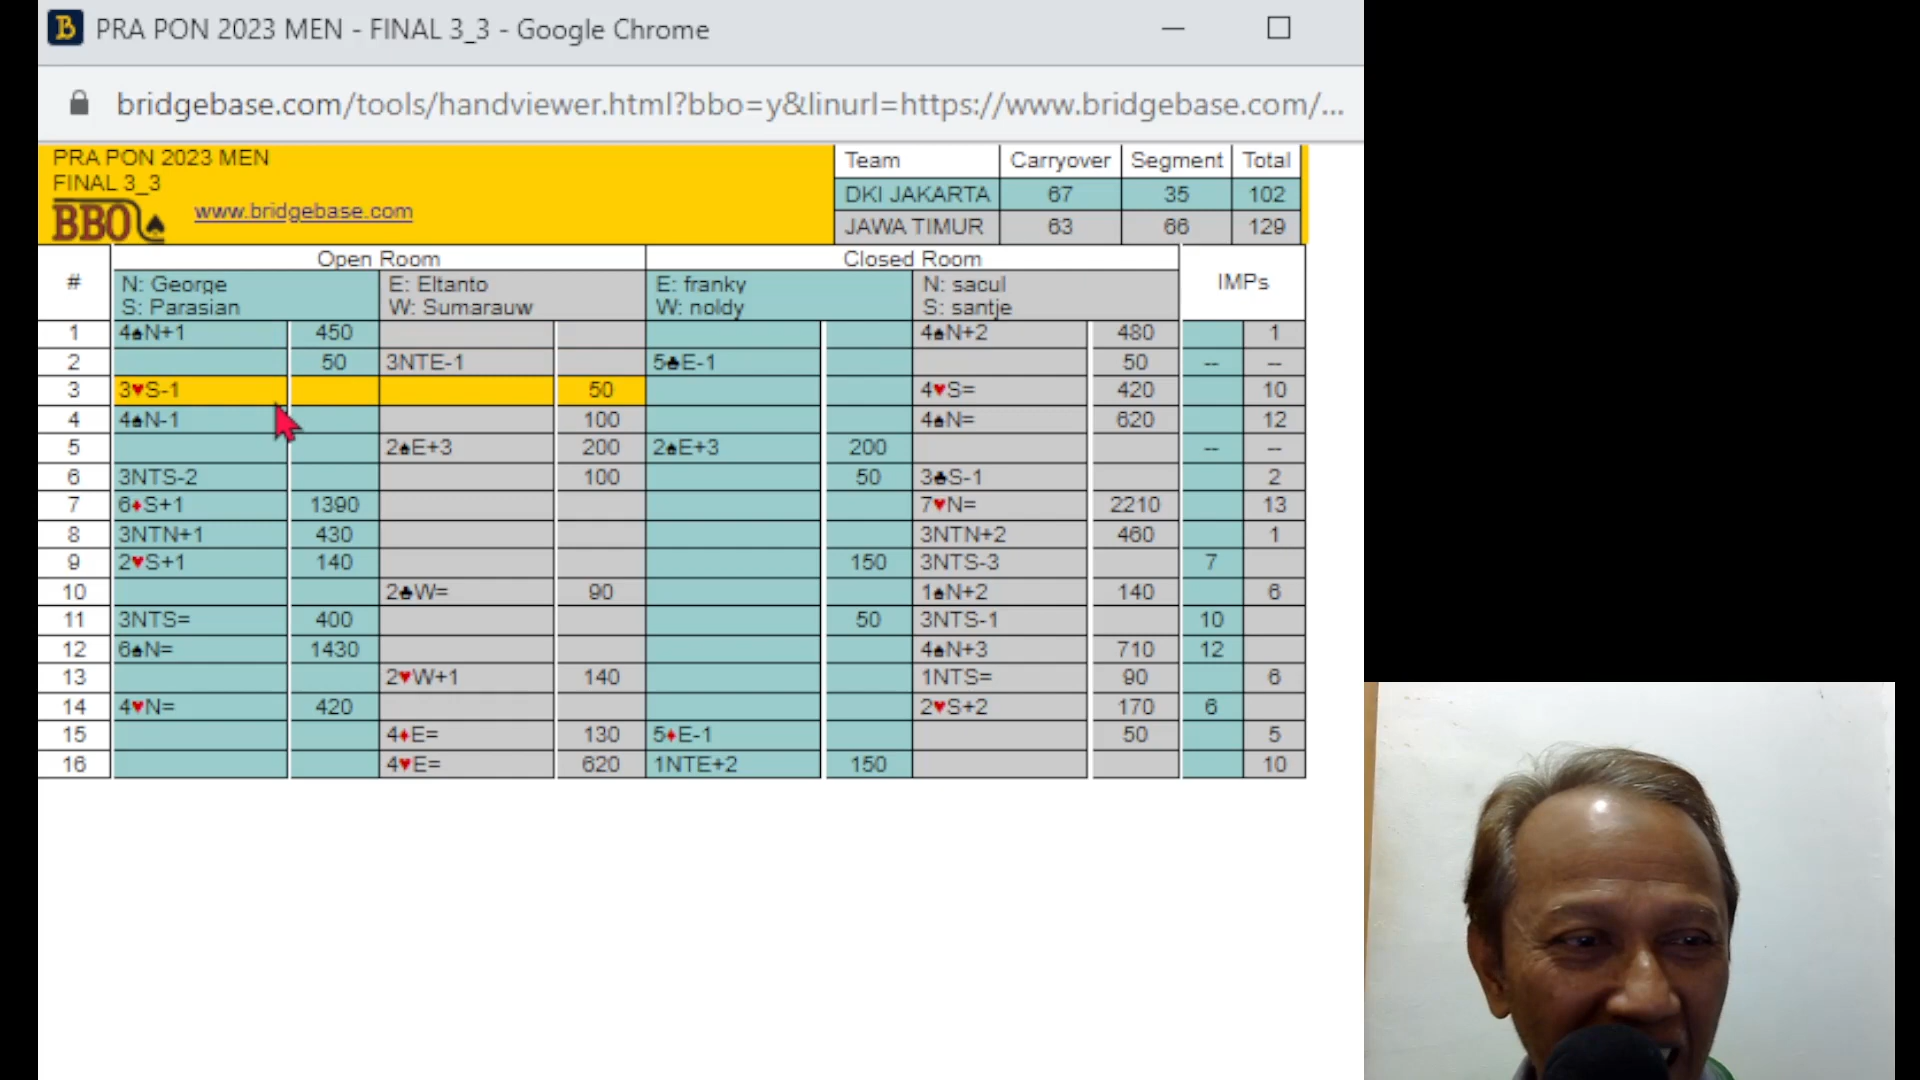 PRA PON 2023 MEN - FINAL 3_3 - Google Chrome
bridgebase.com/tools/handviewer.html?bbo=y&linurl=https://www.bridgebase.com/...
PRA PON 2023 MEN
FINAL 3_3
BBO www.bridgebase.com
Team Carryover Segment Total
DKI JAKARTA 67 35 102
JAWA TIMUR 63 66 129
# Open Room Closed Room IMPs
N: George E: Eltanto E: franky N: sacul
S: Parasian W: Sumarauw W: noldy S: santje
1 4♠N+1 450 4♠N+2 480 1
2 50 3NTE-1 5♣E-1 50 -- --
3 3♥S-1 50 4♥S= 420 10
4 4♠N-1 100 4♠N= 620 12
5 2♠E+3 200 2♠E+3 200 -- --
6 3NTS-2 100 50 3♣S-1 2
7 6♦S+1 1390 7♥N= 2210 13
8 3NTN+1 430 3NTN+2 460 1
9 2♥S+1 140 150 3NTS-3 7
10 2♣W= 90 1♠N+2 140 6
11 3NTS= 400 50 3NTS-1 10
12 6♠N= 1430 4♠N+3 710 12
13 2♥W+1 140 1NTS= 90 6
14 4♥N= 420 2♥S+2 170 6
15 4♦E= 130 5♦E-1 50 5
16 4♥E= 620 1NTE+2 150 10